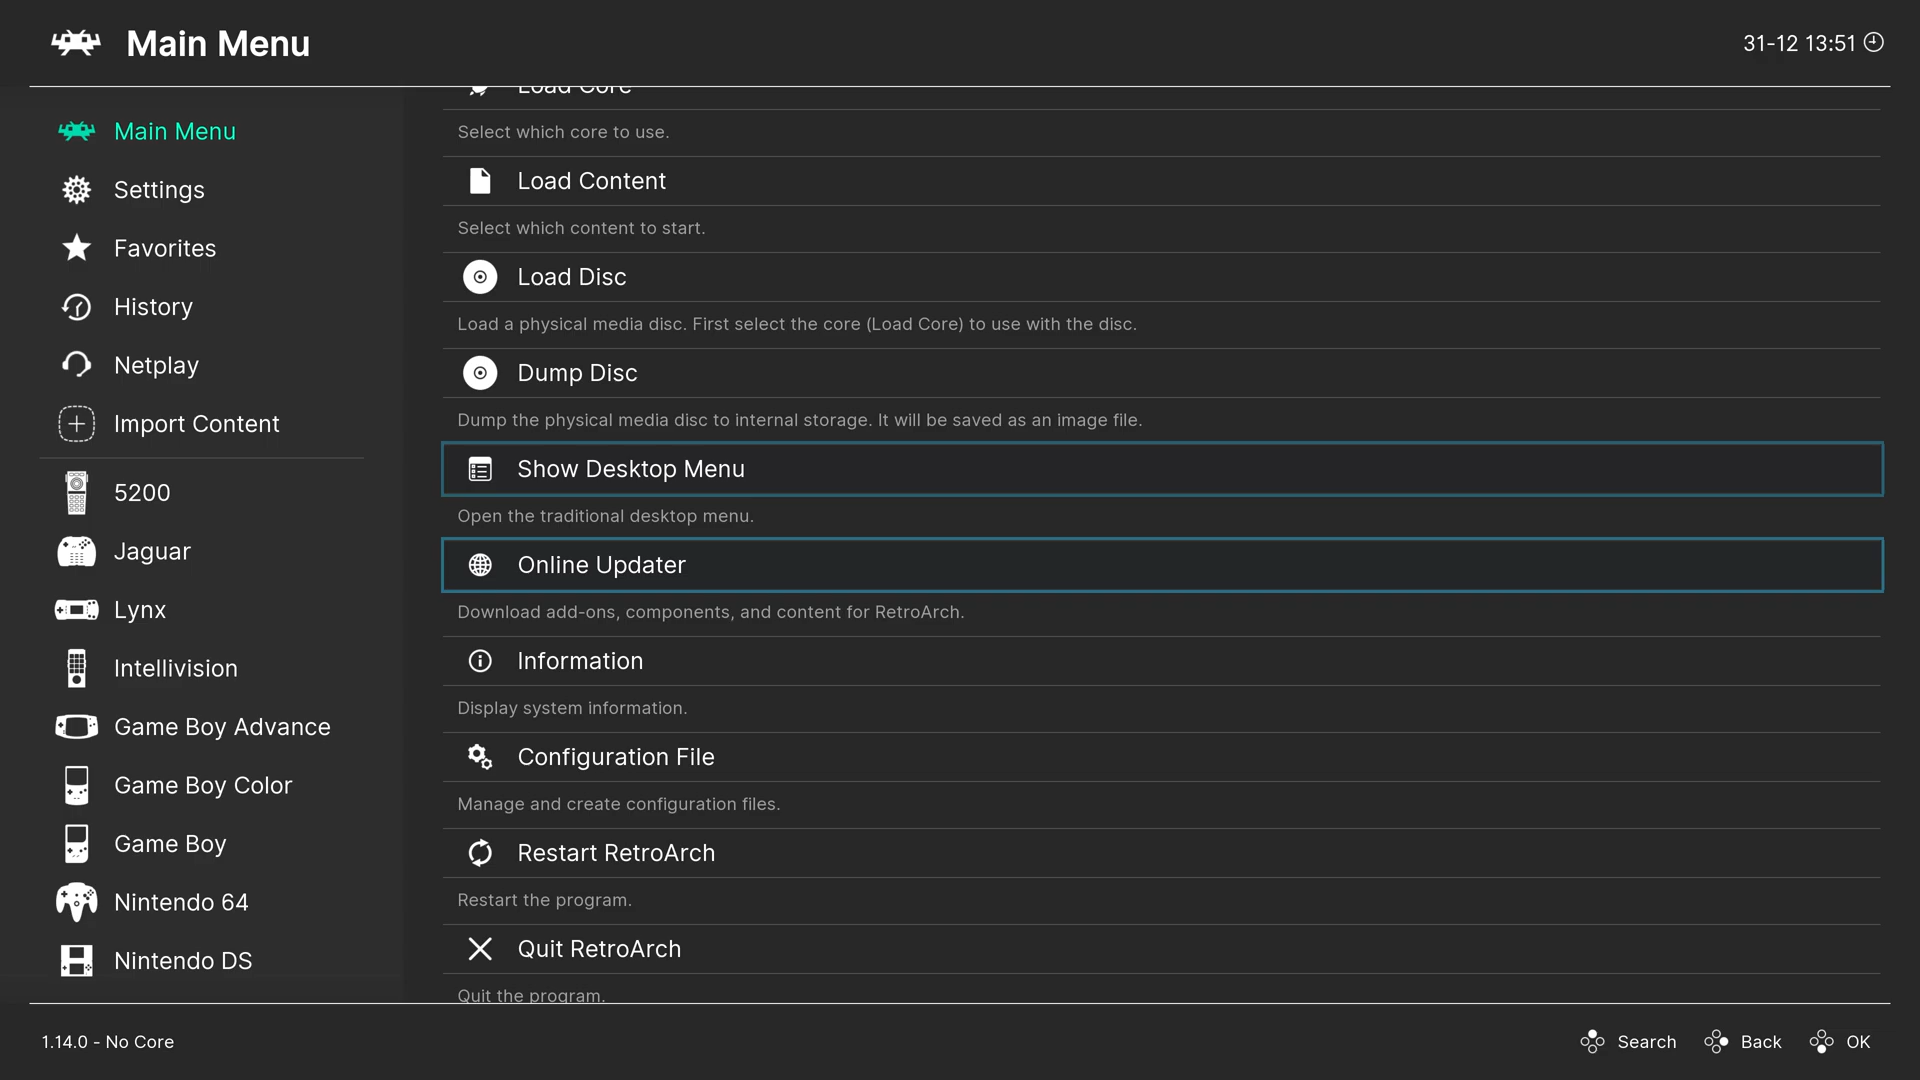 Main Menu
31-12 13:51
Main Menu
Settings
Favorites
History
Netplay
Import Content
5200
Jaguar
Lynx
Intellivision
Game Boy Advance
Game Boy Color
Game Boy
Nintendo 64
Nintendo DS
Load Core
Select which core to use.
Load Content
Select which content to start.
Load Disc
Load a physical media disc. First select the core (Load Core) to use with the disc.
Dump Disc
Dump the physical media disc to internal storage. It will be saved as an image file.
Show Desktop Menu
Open the traditional desktop menu.
Online Updater
Download add-ons, components, and content for RetroArch.
Information
Display system information.
Configuration File
Manage and create configuration files.
Restart RetroArch
Restart the program.
Quit RetroArch
Quit the program.
1.14.0 - No Core
Search Back OK